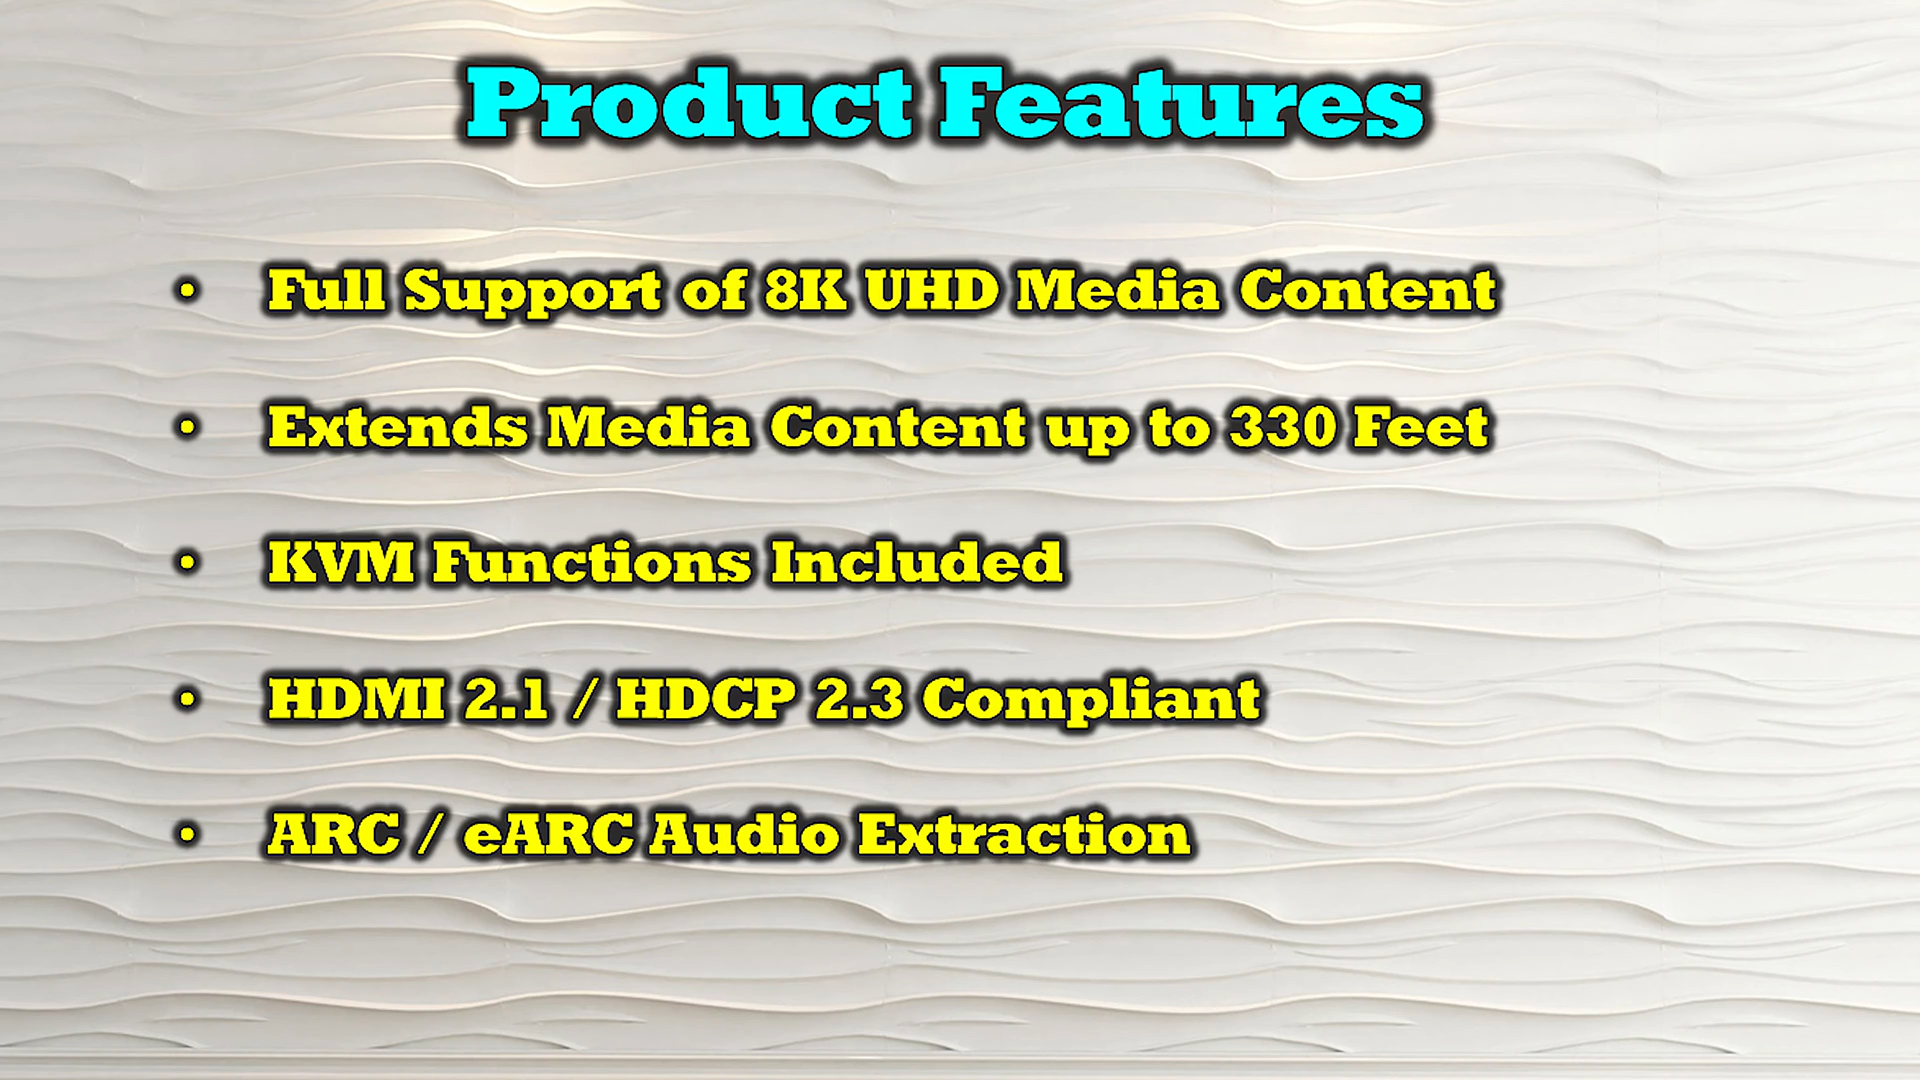 Product Features
• Full Support of 8K UHD Media Content
• Extends Media Content up to 330 Feet
• KVM Functions Included
• HDMI 2.1 / HDCP 2.3 Compliant
• ARC / eARC Audio Extraction